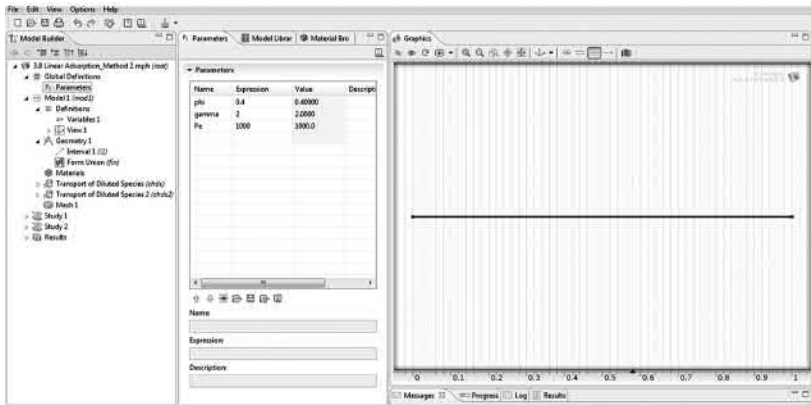 File Edit View Options Help
Model Builder
3.8 Linear Adsorption_Method 2.mph (root)
Global Definitions
Parameters
Model 1 (mod1)
Definitions
Variables 1
View 1
Geometry 1
Interval 1 (i1)
Form Union (fin)
Materials
Transport of Diluted Species (chds)
Transport of Diluted Species 2 (chds2)
Mesh 1
Study 1
Study 2
Results
Parameters Model Librar Material Bro
Parameters
Name Expression Value Descripti
phi 0.4 0.40000
gamma 2 2.0000
Pe 1000 1000.0
Name
Expression
Description
Graphics
0 0.1 0.2 0.3 0.4 0.5 0.6 0.7 0.8 0.9 1
Messages Progress Log Results